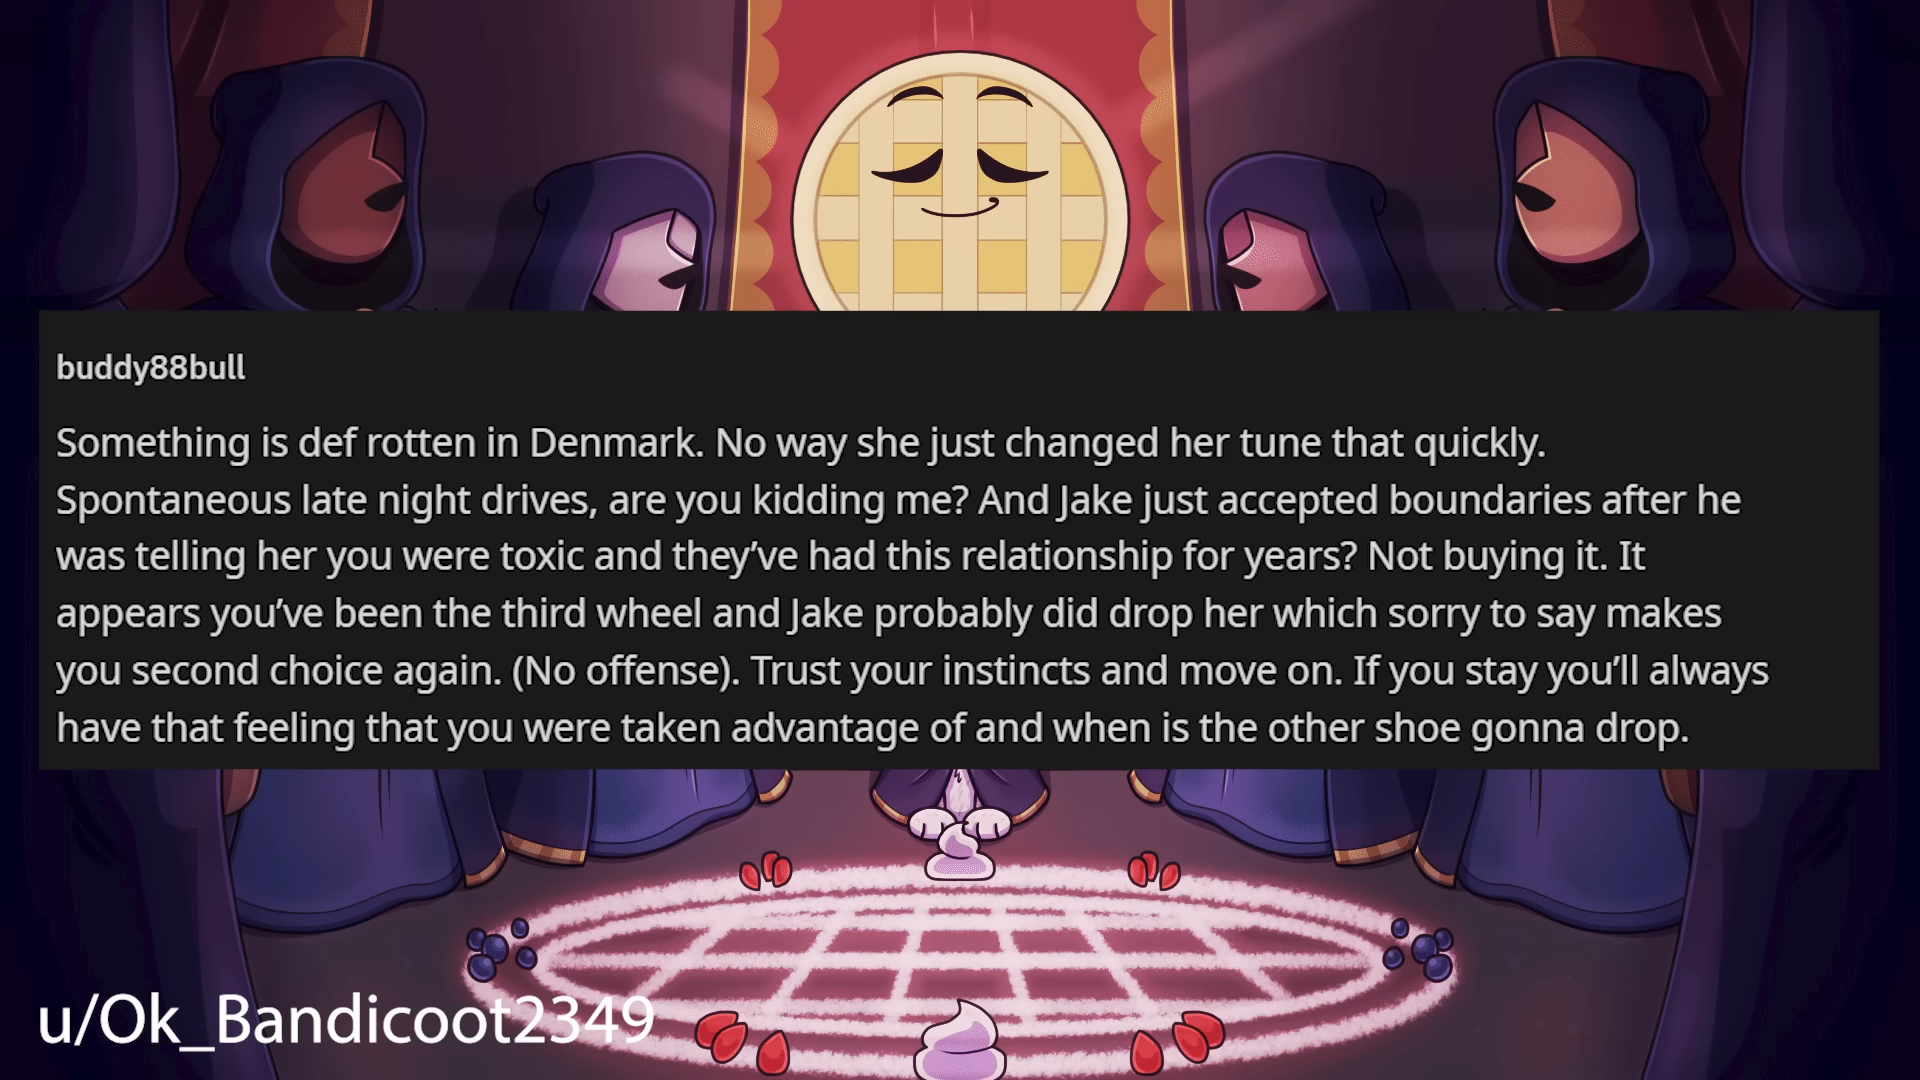 buddy88bull
Something is def rotten in Denmark. No way she just changed her tune that quickly.
Spontaneous late night drives, are you kidding me? And Jake just accepted boundaries after he
was telling her you were toxic and they’ve had this relationship for years? Not buying it. It
appears you’ve been the third wheel and Jake probably did drop her which sorry to say makes
you second choice again. (No offense). Trust your instincts and move on. If you stay you’ll always
have that feeling that you were taken advantage of and when is the other shoe gonna drop.
u/Ok_Bandicoot2349